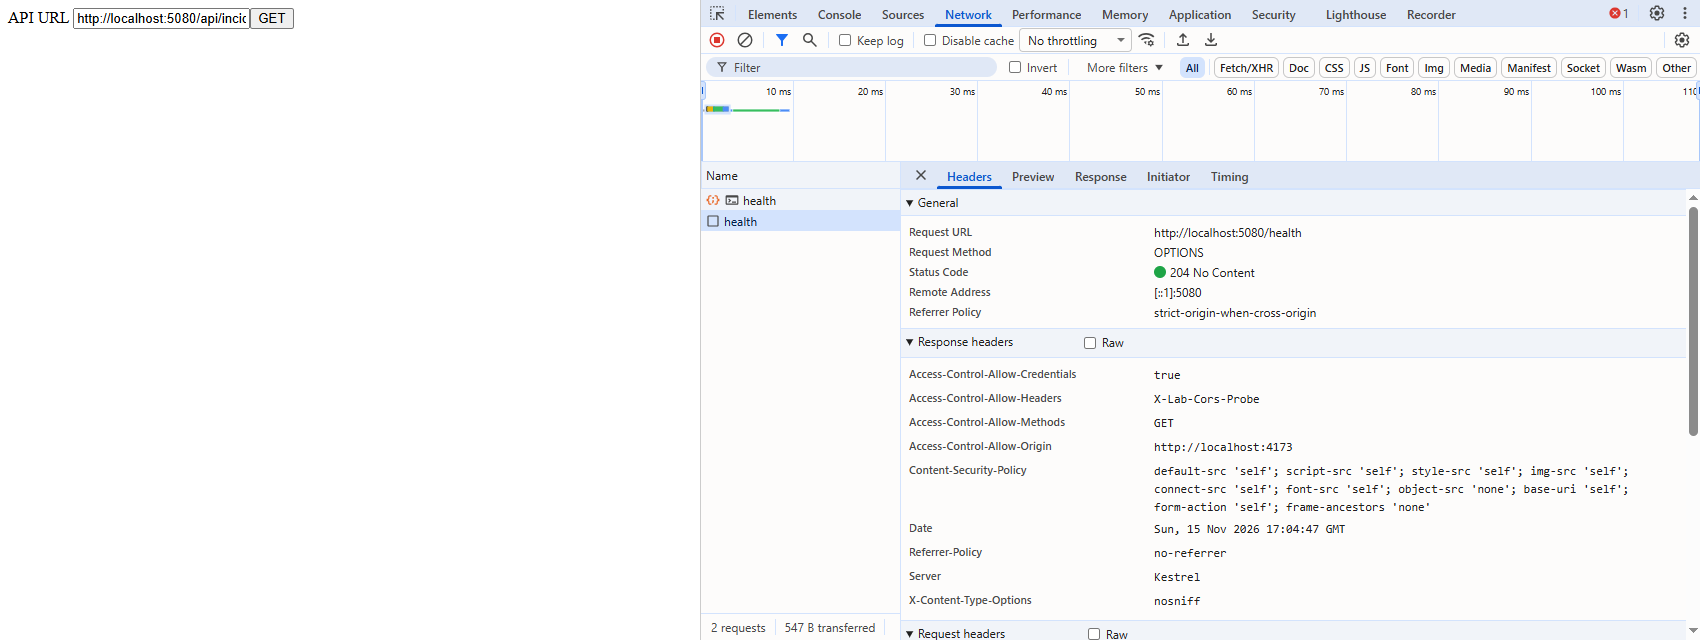 API URL http://localhost:5080/api/incid GET
Elements Console Sources Network Performance Memory Application Security Lighthouse Recorder 1
Keep log Disable cache No throttling
Filter Invert More filters All Fetch/XHR Doc CSS JS Font Img Media Manifest Socket Wasm Other
10 ms 20 ms 30 ms 40 ms 50 ms 60 ms 70 ms 80 ms 90 ms 100 ms 110
Name
health
health
2 requests 547 B transferred
Headers Preview Response Initiator Timing
General
Request URL http://localhost:5080/health
Request Method OPTIONS
Status Code 204 No Content
Remote Address [::1]:5080
Referrer Policy strict-origin-when-cross-origin
Response headers Raw
Access-Control-Allow-Credentials true
Access-Control-Allow-Headers X-Lab-Cors-Probe
Access-Control-Allow-Methods GET
Access-Control-Allow-Origin http://localhost:4173
Content-Security-Policy default-src 'self'; script-src 'self'; style-src 'self'; img-src 'self';
connect-src 'self'; font-src 'self'; object-src 'none'; base-uri 'self';
form-action 'self'; frame-ancestors 'none'
Date Sun, 15 Nov 2026 17:04:47 GMT
Referrer-Policy no-referrer
Server Kestrel
X-Content-Type-Options nosniff
Request headers Raw